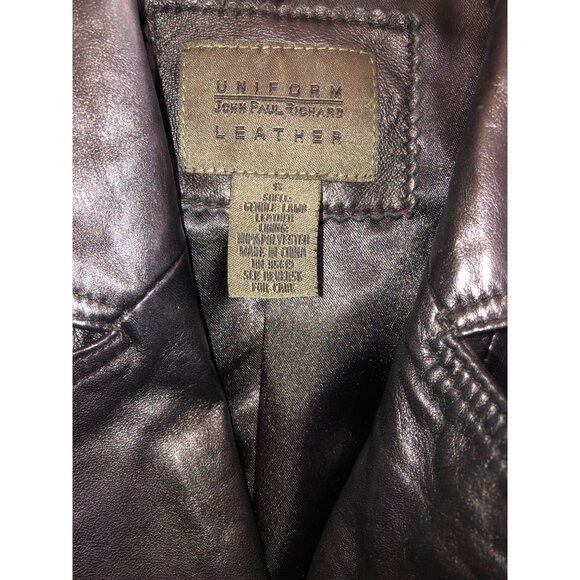 UNIFORM
JOHN PAUL RICHARD
LEATHER
SHELL:
GENUINE LAMB
LEATHER
LINING:
100% POLYESTER
MADE IN CHINA
SEE REVERSE
FOR CARE